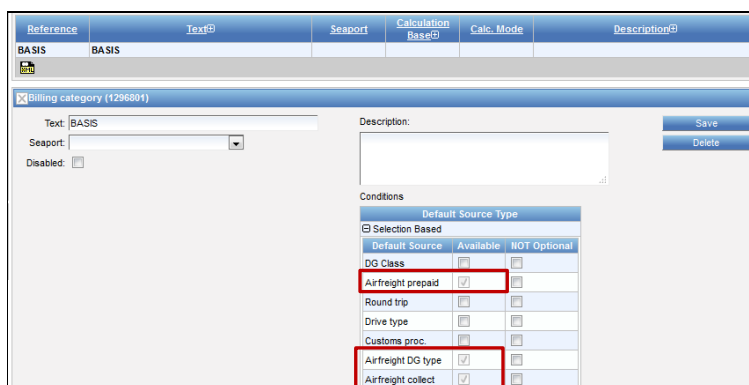 Reference Text Seaport Calculation Base Calc. Mode Description
BASIS BASIS
XML
Billing category (1296801)
Text: BASIS Description: Save
Seaport: Delete
Disabled:
Conditions
Default Source Type
Selection Based
Default Source Available NOT Optional
DG Class
Airfreight prepaid
Round trip
Drive type
Customs proc.
Airfreight DG type
Airfreight collect